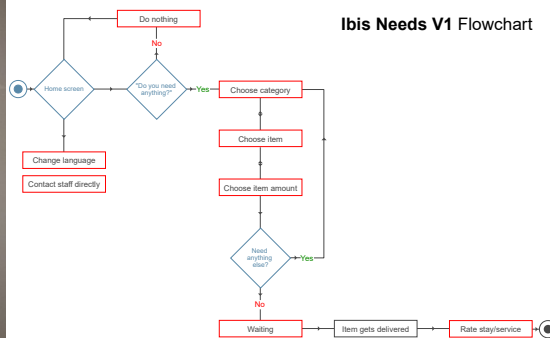 Ibis Needs V1 Flowchart
Do nothing
No
Home screen
"Do you need
anything?"
Yes
Choose category
Choose item
Change language
Contact staff directly
Choose item amount
Need
anything
else?
Yes
No
Waiting
Item gets delivered
Rate stay/service